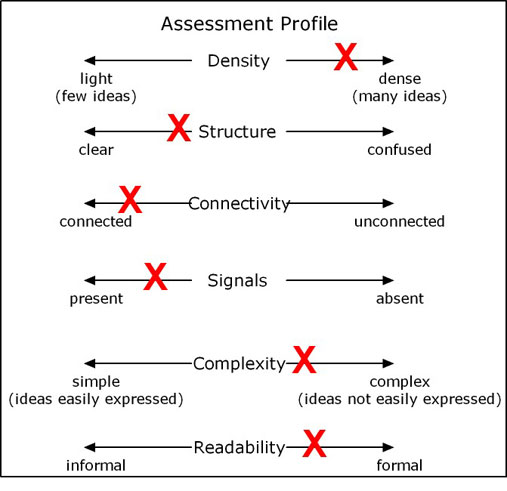 Assessment Profile
Density
light dense
(few ideas) (many ideas)
Structure
clear confused
Connectivity
connected unconnected
Signals
present absent
Complexity
simple complex
(ideas easily expressed) (ideas not easily expressed)
Readability
informal formal